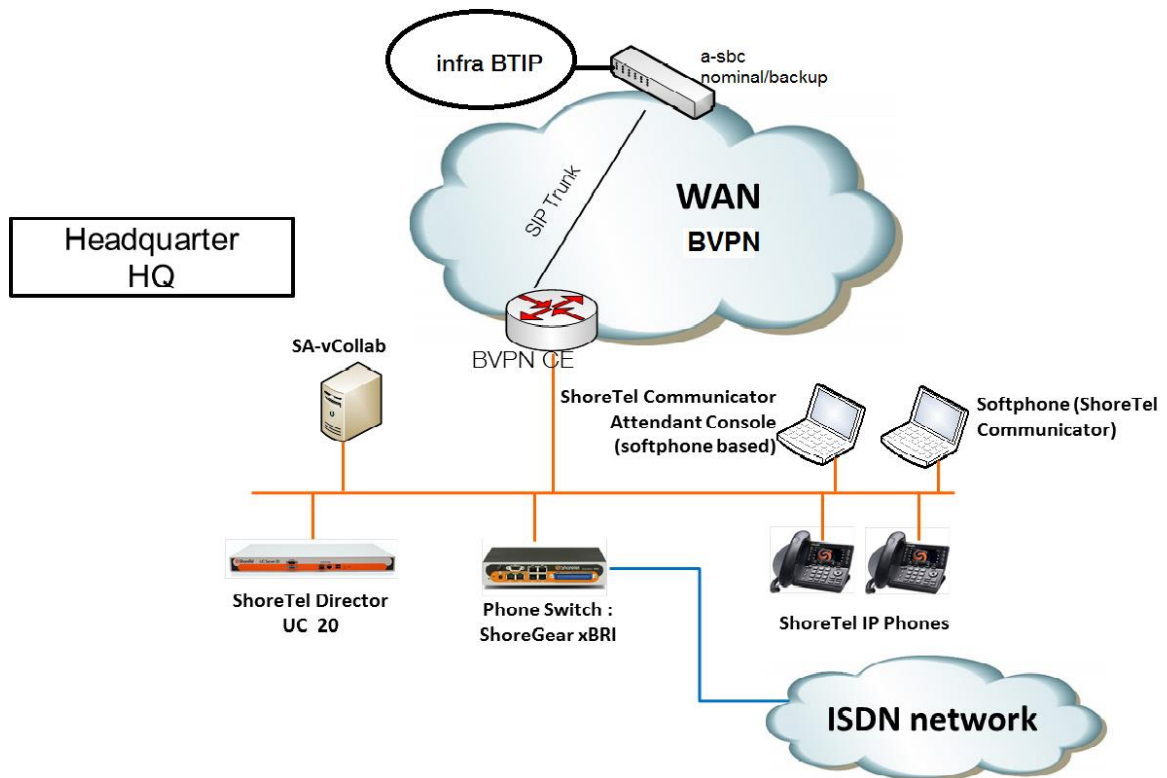 infra BTIP
a-sbc
nominal/backup
SIP Trunk
WAN
BVPN
Headquarter
HQ
BVPN CE
SA-vCollab
ShoreTel Communicator
Attendant Console
(softphone based)
Softphone (ShoreTel
Communicator)
ShoreTel Director
UC 20
Phone Switch :
ShoreGear xBRI
ShoreTel IP Phones
ISDN network